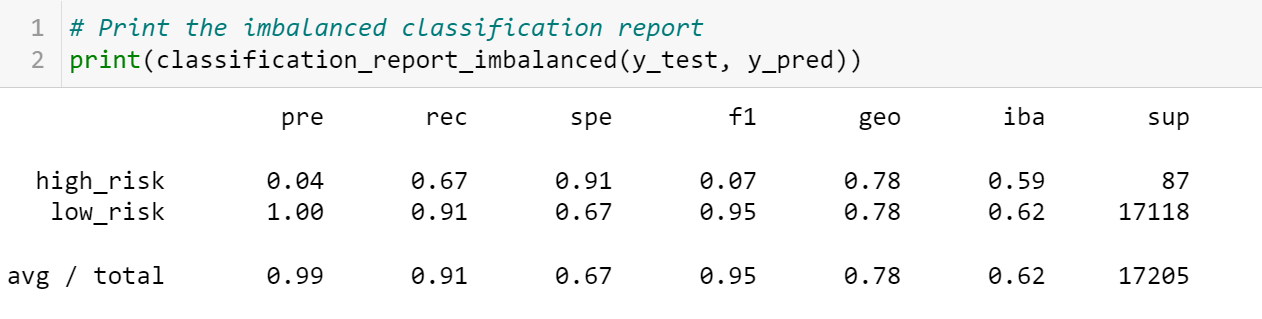 1 # Print the imbalanced classification report
2 print(classification_report_imbalanced(y_test, y_pred))
pre rec spe f1 geo iba sup
high_risk 0.04 0.67 0.91 0.07 0.78 0.59 87
low_risk 1.00 0.91 0.67 0.95 0.78 0.62 17118
avg / total 0.99 0.91 0.67 0.95 0.78 0.62 17205